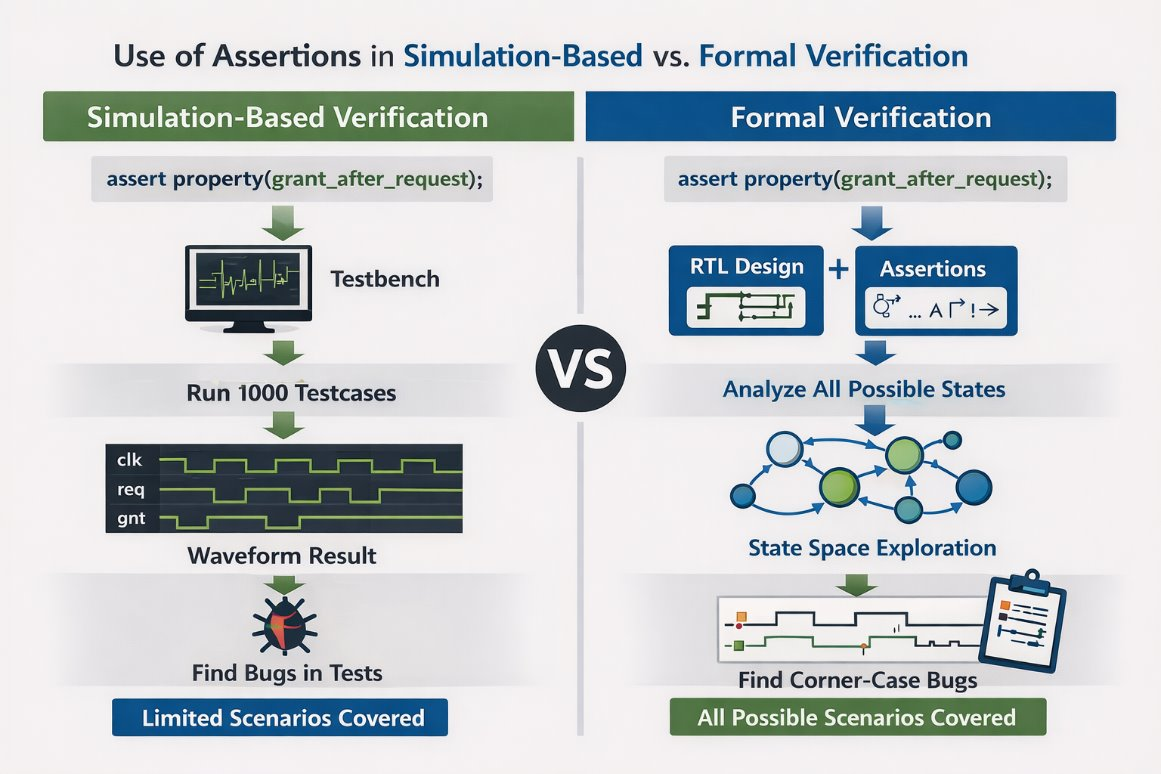 Use of Assertions in Simulation-Based vs. Formal Verification
Simulation-Based Verification
assert property(grant_after_request);
Testbench
Run 1000 Testcases
clk
req
gnt
Waveform Result
Find Bugs in Tests
Limited Scenarios Covered
VS
Formal Verification
assert property(grant_after_request);
RTL Design
+
Assertions
... A
Analyze All Possible States
State Space Exploration
Find Corner-Case Bugs
All Possible Scenarios Covered